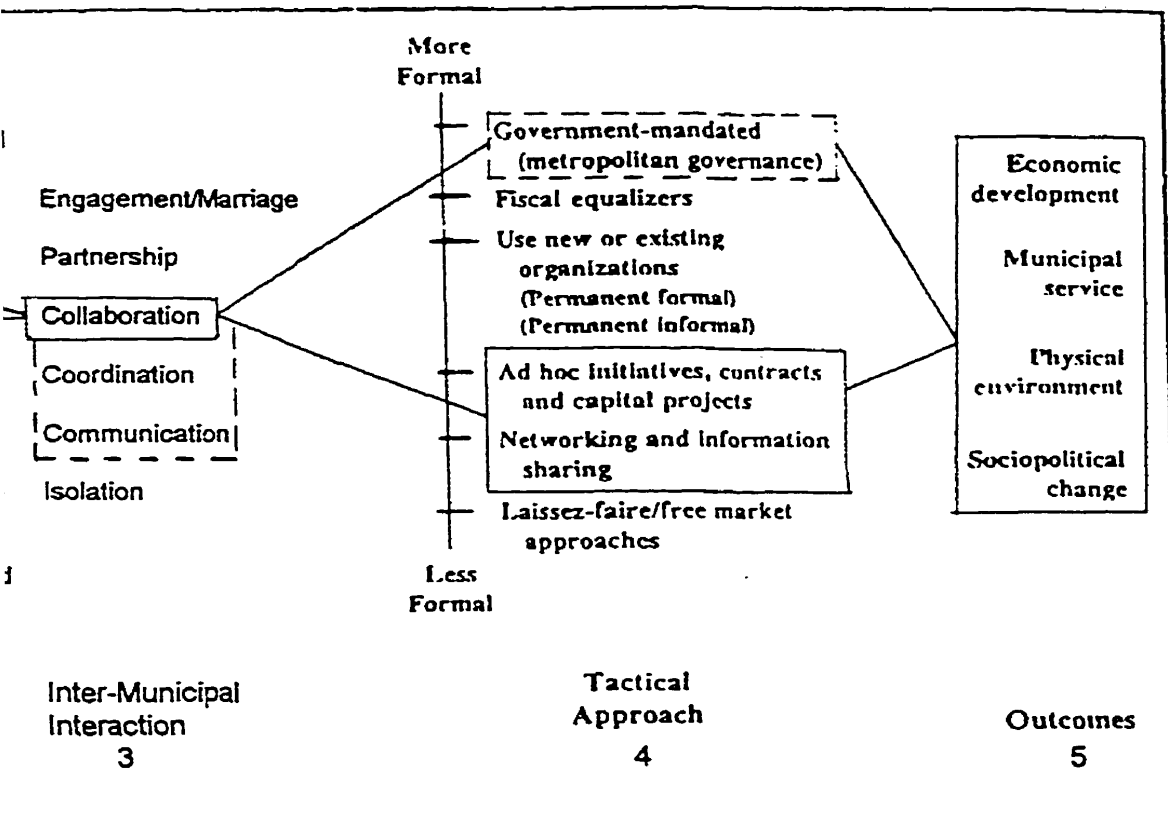 More
Formal
Engagement/Marriage
Partnership
Collaboration
Coordination
Communication
Isolation
Government-mandated
(metropolitan governance)
Fiscal equalizers
Use new or existing
organizations
(Permanent formal)
(Permanent informal)
Ad hoc initiatives, contracts
and capital projects
Networking and information
sharing
Laissez-faire/free market
approaches
Less
Formal
Economic
development
Municipal
service
Physical
environment
Sociopolitical
change
Inter-Municipal
Interaction
3
Tactical
Approach
4
Outcomes
5